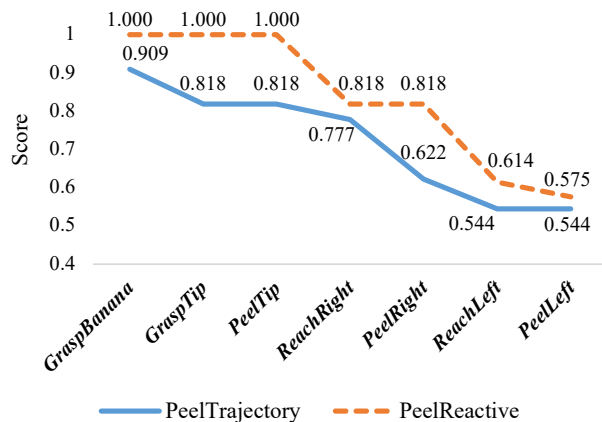 1.000 1.000 1.000
1
0.909
0.9
0.818 0.818 0.818 0.818
0.8
0.777
0.7
0.622 0.614
0.6
0.575
0.544 0.544
0.5
0.4
Score
GraspBanana
GraspTip
PeelTip
ReachRight
PeelRight
ReachLeft
PeelLeft
PeelTrajectory PeelReactive